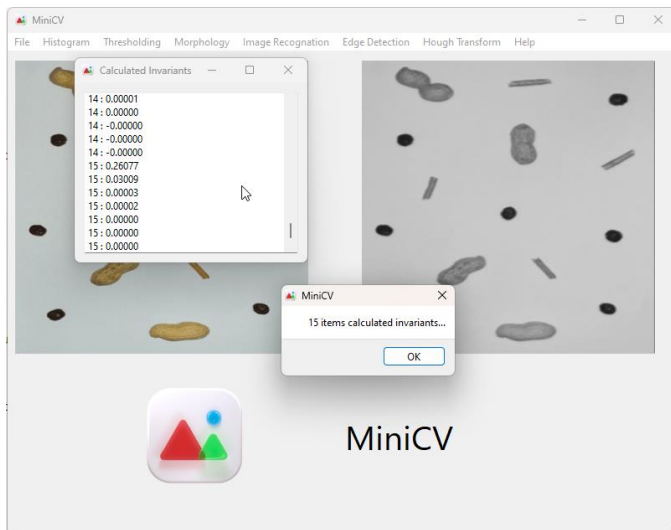 MiniCV
File Histogram Thresholding Morphology Image Recognation Edge Detection Hough Transform Help
Calculated Invariants
14 : 0.00001
14 : 0.00000
14 : -0.00000
14 : -0.00000
14 : -0.00000
15 : 0.26077
15 : 0.03009
15 : 0.00003
15 : 0.00002
15 : 0.00000
15 : 0.00000
15 : 0.00000
MiniCV
15 items calculated invariants...
OK
MiniCV